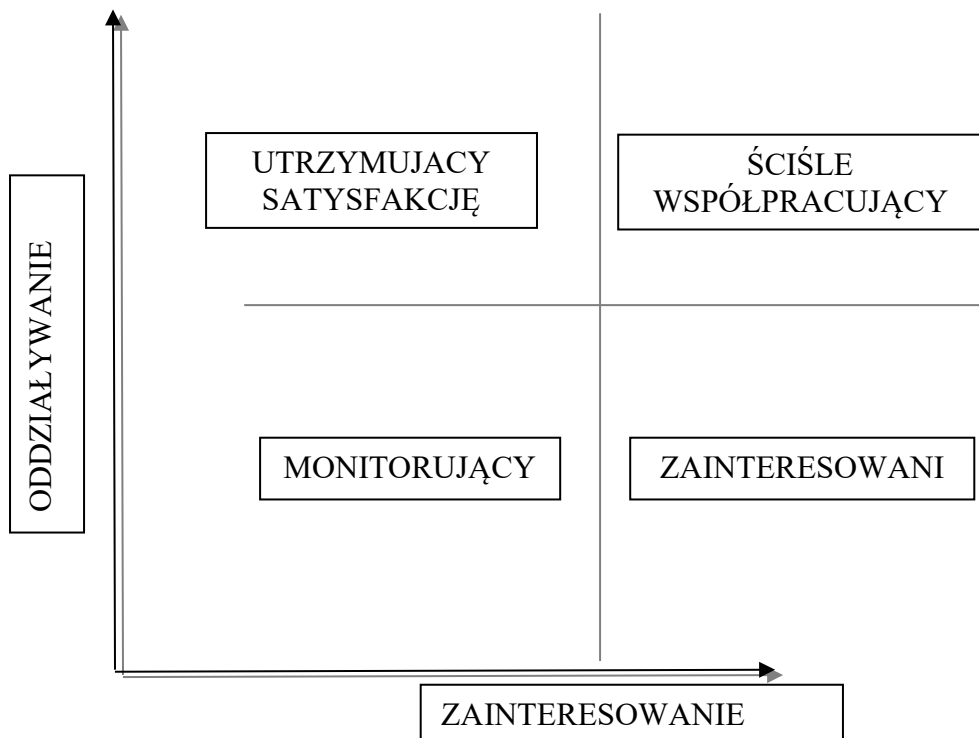 UTRZYMUJACY
SATYSFAKCJĘ
ŚCIŚLE
WSPÓŁPRACUJĄCY
ODDZIAŁYWANIE
MONITORUJĄCY
ZAINTERESOWANI
ZAINTERESOWANIE